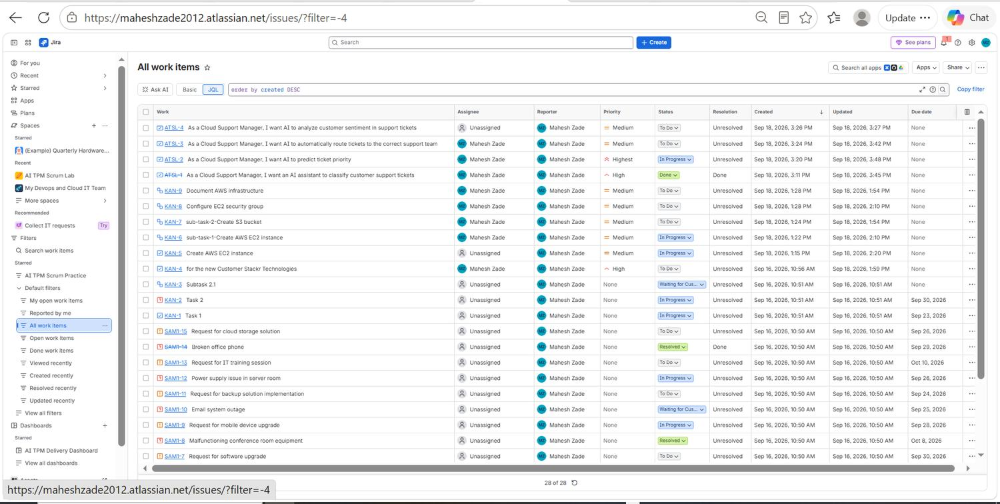 https://maheshzade2012.atlassian.net/issues/?filter=-4
Update
Chat
Jira
Search
+ Create
See plans
1
MZ
For you
Recent
Starred
Apps
Plans
Spaces
Starred
(Example) Quarterly Hardware...
Recent
AI TPM Scrum Lab
My Devops and Cloud IT Team
More spaces
Recommended
Collect IT requests Try
Filters
Search work items
Starred
AI TPM Scrum Practice
Default filters
My open work items
Reported by me
All work items
Open work items
Done work items
Viewed recently
Created recently
Resolved recently
Updated recently
View all filters
Dashboards
Starred
AI TPM Delivery Dashboard
View all dashboards
https://maheshzade2012.atlassian.net/issues/?filter=-4
All work items
Search all apps Apps Share
Ask AI Basic JQL order by created DESC Copy filter
Work Assignee Reporter Priority Status Resolution Created Updated Due date
ATSL-4 As a Cloud Support Manager, I want AI to analyze customer sentiment in support tickets Unassigned MZ Mahesh Zade Medium To Do Unresolved Sep 18, 2026, 3:26 PM Sep 18, 2026, 3:27 PM None
ATSL-3 As a Cloud Support Manager, I want AI to automatically route tickets to the correct support team MZ Mahesh Zade MZ Mahesh Zade Medium To Do Unresolved Sep 18, 2026, 3:24 PM Sep 18, 2026, 3:42 PM None
ATSL-2 As a Cloud Support Manager, I want AI to predict ticket priority MZ Mahesh Zade MZ Mahesh Zade Highest In Progress Unresolved Sep 18, 2026, 3:20 PM Sep 18, 2026, 3:48 PM None
ATSL-1 As a Cloud Support Manager, I want an AI assistant to classify customer support tickets MZ Mahesh Zade MZ Mahesh Zade High Done Done Sep 18, 2026, 3:11 PM Sep 18, 2026, 3:45 PM None
KAN-9 Document AWS infrastructure MZ Mahesh Zade MZ Mahesh Zade Medium To Do Unresolved Sep 18, 2026, 1:28 PM Sep 18, 2026, 1:54 PM None
KAN-8 Configure EC2 security group MZ Mahesh Zade MZ Mahesh Zade Medium To Do Unresolved Sep 18, 2026, 1:28 PM Sep 18, 2026, 2:10 PM None
KAN-7 sub-task-2-Create S3 bucket MZ Mahesh Zade MZ Mahesh Zade Medium To Do Unresolved Sep 18, 2026, 1:24 PM Sep 18, 2026, 1:54 PM None
KAN-6 sub-task-1-Create AWS EC2 instance MZ Mahesh Zade MZ Mahesh Zade Medium In Progress Unresolved Sep 18, 2026, 1:22 PM Sep 18, 2026, 2:10 PM None
KAN-5 Create AWS EC2 instance Unassigned MZ Mahesh Zade Medium In Progress Unresolved Sep 18, 2026, 1:15 PM Sep 18, 2026, 2:20 PM None
KAN-4 for the new Customer Stackr Technologies MZ Mahesh Zade MZ Mahesh Zade High To Do Unresolved Sep 16, 2026, 10:56 AM Sep 18, 2026, 1:59 PM None
KAN-3 Subtask 2.1 Unassigned MZ Mahesh Zade None Waiting for Cus... Unresolved Sep 16, 2026, 10:51 AM Sep 16, 2026, 10:51 AM None
KAN-2 Task 2 Unassigned MZ Mahesh Zade None In Progress Unresolved Sep 16, 2026, 10:51 AM Sep 16, 2026, 10:51 AM Sep 30, 2026
KAN-1 Task 1 Unassigned MZ Mahesh Zade None In Progress Unresolved Sep 16, 2026, 10:51 AM Sep 16, 2026, 10:51 AM Sep 23, 2026
SAM1-15 Request for cloud storage solution Unassigned MZ Mahesh Zade None To Do Unresolved Sep 16, 2026, 10:50 AM Sep 16, 2026, 10:50 AM Sep 26, 2026
SAM1-14 Broken office phone Unassigned MZ Mahesh Zade None Resolved Done Sep 16, 2026, 10:50 AM Sep 16, 2026, 10:50 AM Sep 29, 2026
SAM1-13 Request for IT training session Unassigned MZ Mahesh Zade None To Do Unresolved Sep 16, 2026, 10:50 AM Sep 16, 2026, 10:50 AM Oct 10, 2026
SAM1-12 Power supply issue in server room Unassigned MZ Mahesh Zade None In Progress Unresolved Sep 16, 2026, 10:50 AM Sep 16, 2026, 10:50 AM Sep 26, 2026
SAM1-11 Request for backup solution implementation Unassigned MZ Mahesh Zade None To Do Unresolved Sep 16, 2026, 10:50 AM Sep 16, 2026, 10:50 AM Sep 24, 2026
SAM1-10 Email system outage Unassigned MZ Mahesh Zade None Waiting for Cus... Unresolved Sep 16, 2026, 10:50 AM Sep 16, 2026, 10:50 AM Sep 25, 2026
SAM1-9 Request for mobile device upgrade Unassigned MZ Mahesh Zade None In Progress Unresolved Sep 16, 2026, 10:50 AM Sep 16, 2026, 10:50 AM Sep 28, 2026
SAM1-8 Malfunctioning conference room equipment Unassigned MZ Mahesh Zade None Resolved Unresolved Sep 16, 2026, 10:50 AM Sep 16, 2026, 10:50 AM Oct 8, 2026
SAM1-7 Request for software upgrade Unassigned MZ Mahesh Zade None To Do Unresolved Sep 16, 2026, 10:50 AM Sep 16, 2026, 10:50 AM Sep 30, 2026
28 of 28